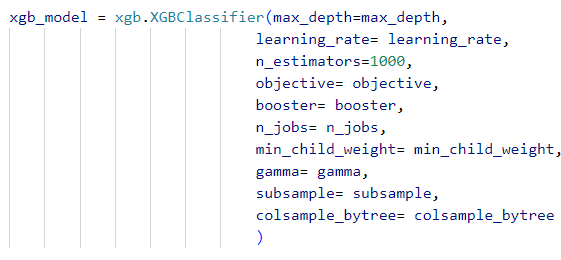 xgb_model = xgb.XGBClassifier(max_depth=max_depth,
learning_rate= learning_rate,
n_estimators=1000,
objective= objective,
booster= booster,
n_jobs= n_jobs,
min_child_weight= min_child_weight,
gamma= gamma,
subsample= subsample,
colsample_bytree= colsample_bytree
)